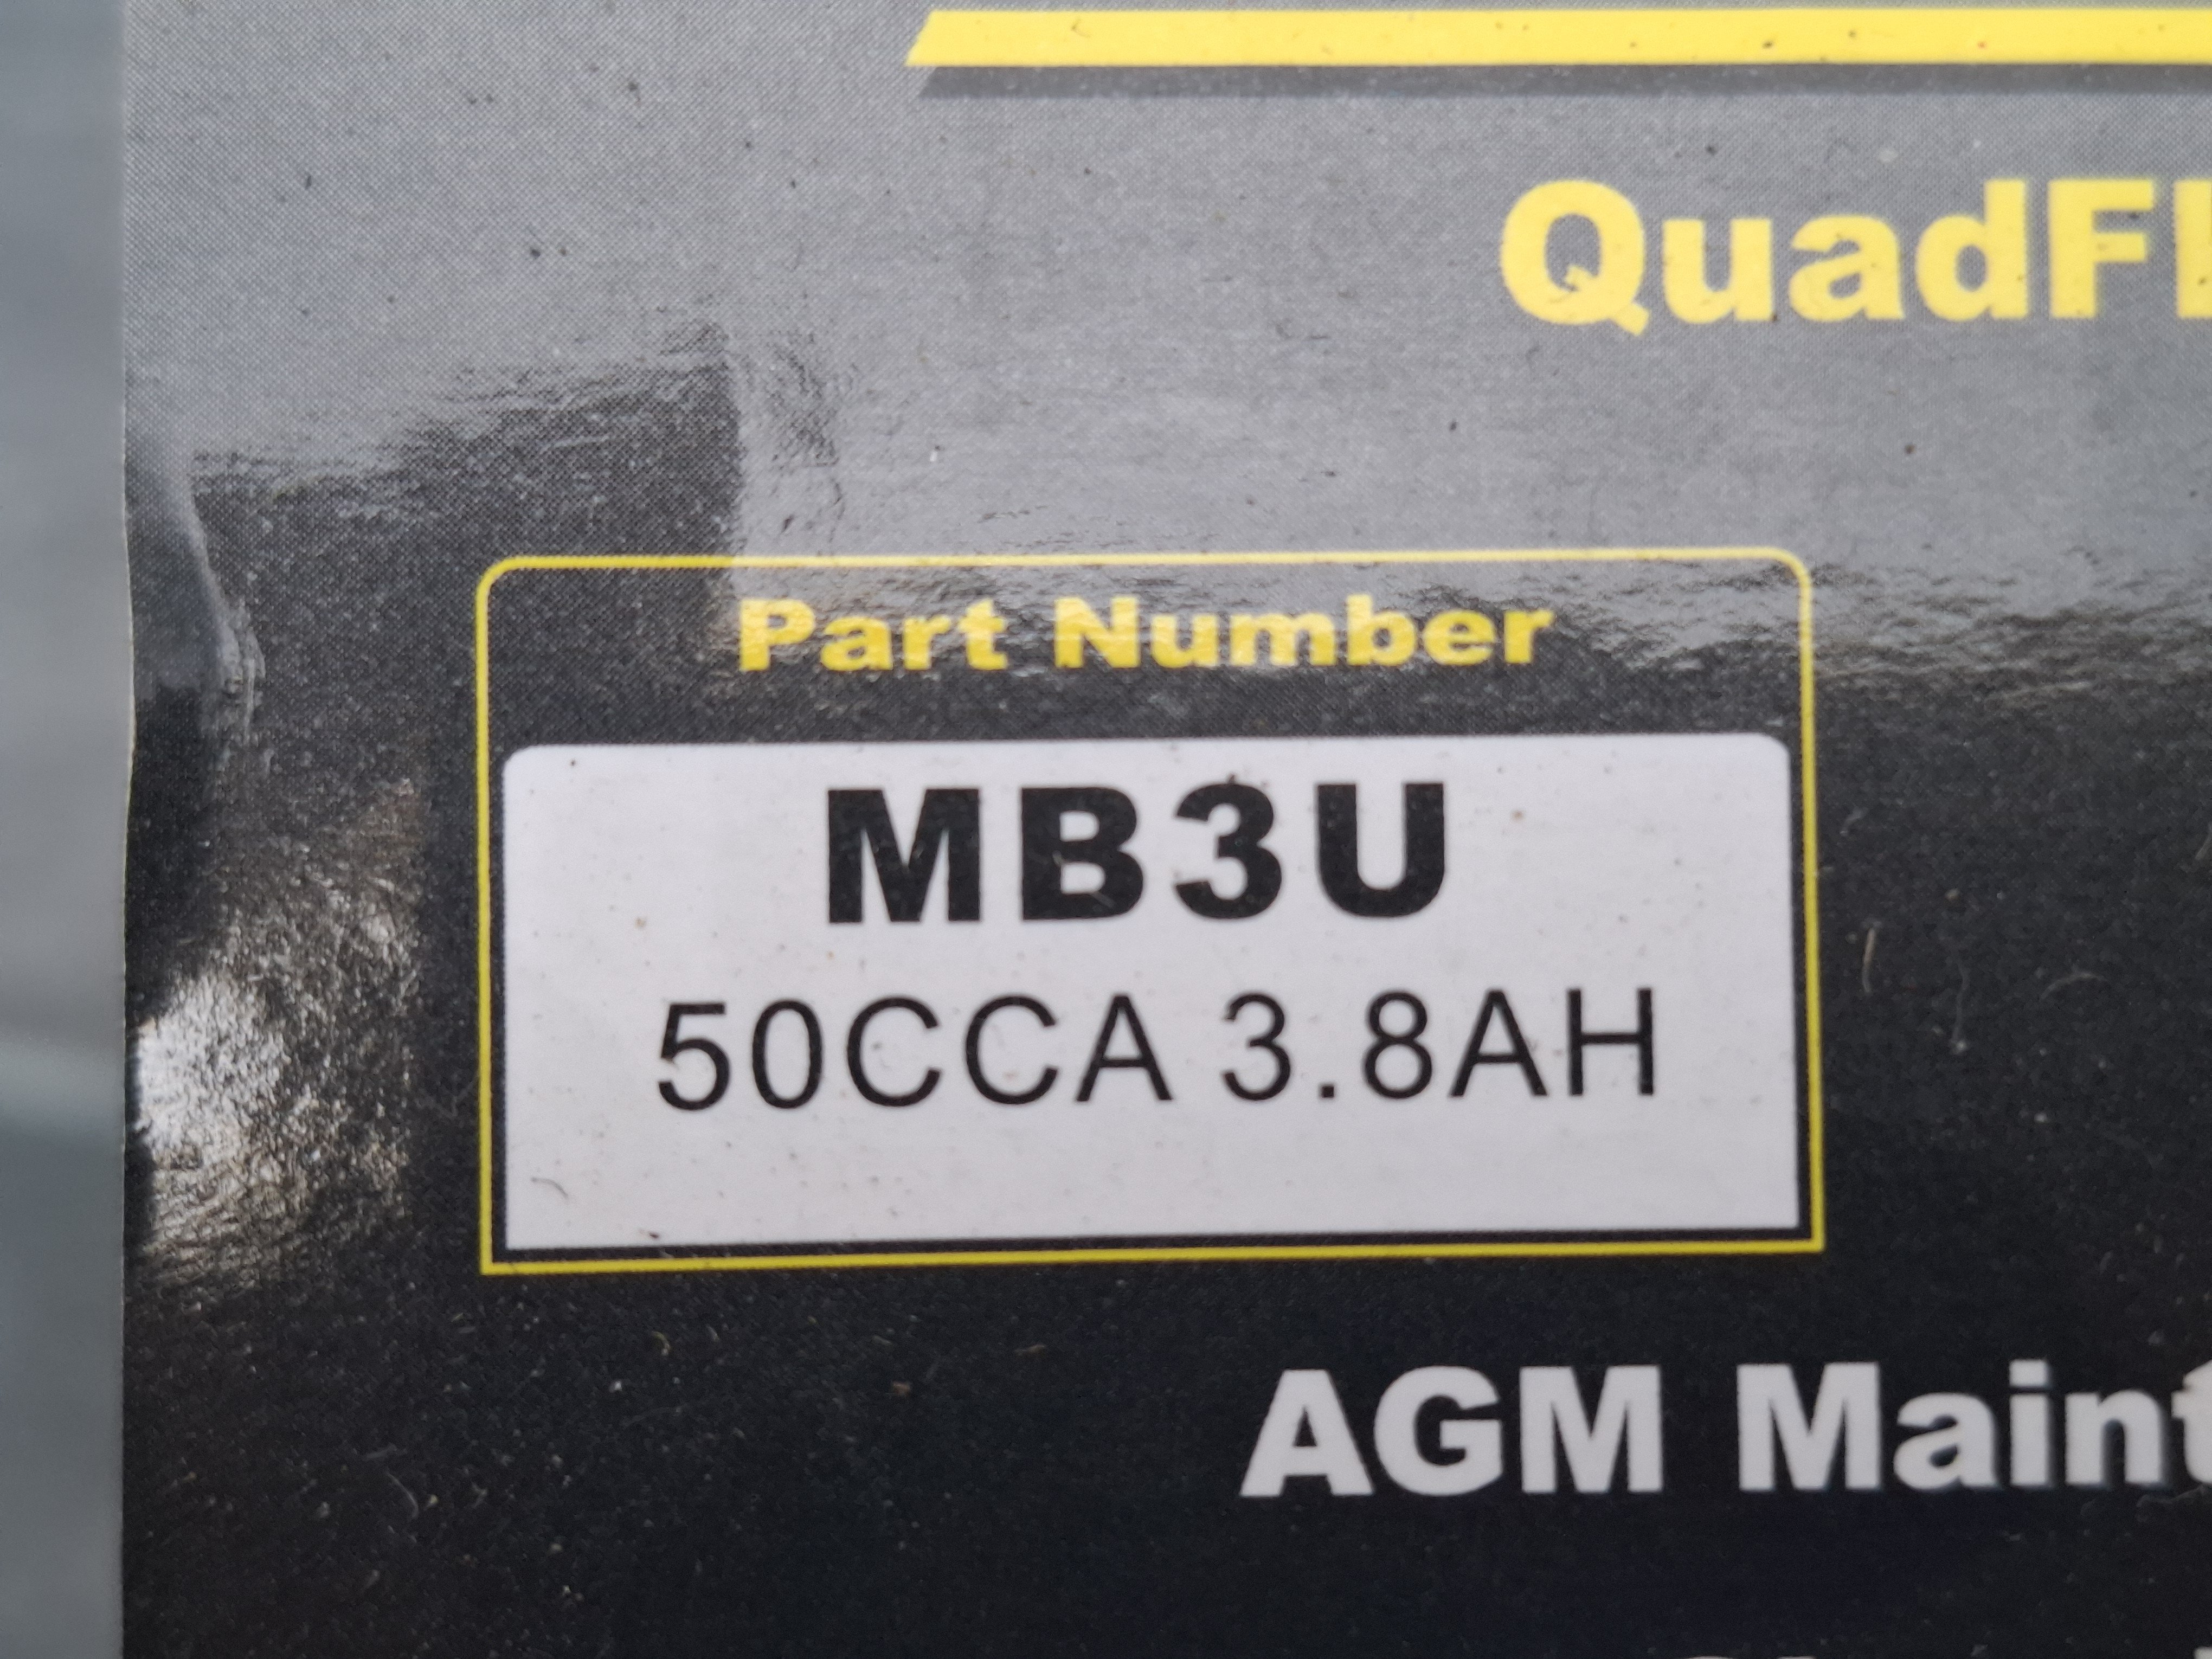 QuadFl
Part Number
MB3U
50CCA 3.8AH
AGM Maint